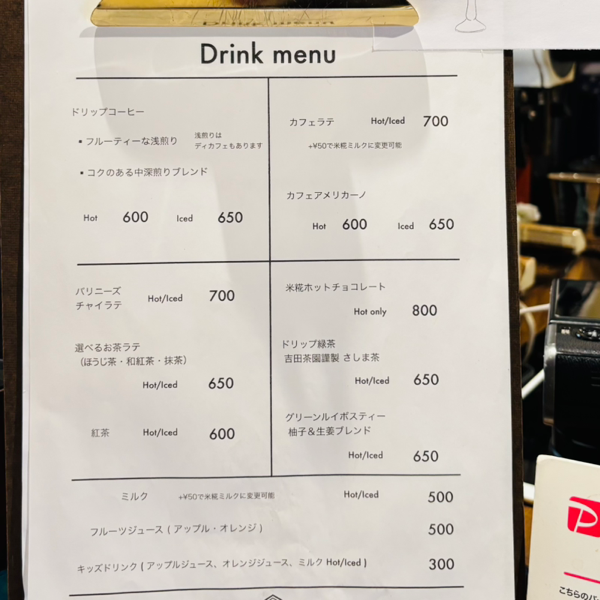 Drink menu
ドリップコーヒー
• フルーティーな浅煎り
浅煎りは
ディカフェもあります
• コクのある中深煎りブレンド
Hot 600 Iced 650
カフェラテ Hot/Iced 700
+¥50で米糀ミルクに変更可能
カフェアメリカーノ
Hot 600 Iced 650
バリニーズ
チャイラテ Hot/Iced 700
選べるお茶ラテ
(ほうじ茶・和紅茶・抹茶)
Hot/Iced 650
紅茶 Hot/Iced 600
米糀ホットチョコレート
Hot only 800
ドリップ緑茶
吉田茶園謹製 さしま茶
Hot/Iced 650
グリーンルイボスティー
柚子&生姜ブレンド
Hot/Iced 650
ミルク +¥50で米糀ミルクに変更可能 Hot/Iced 500
フルーツジュース ( アップル・オレンジ ) 500
キッズドリンク ( アップルジュース、オレンジジュース、ミルク Hot/Iced ) 300
こちらのバ